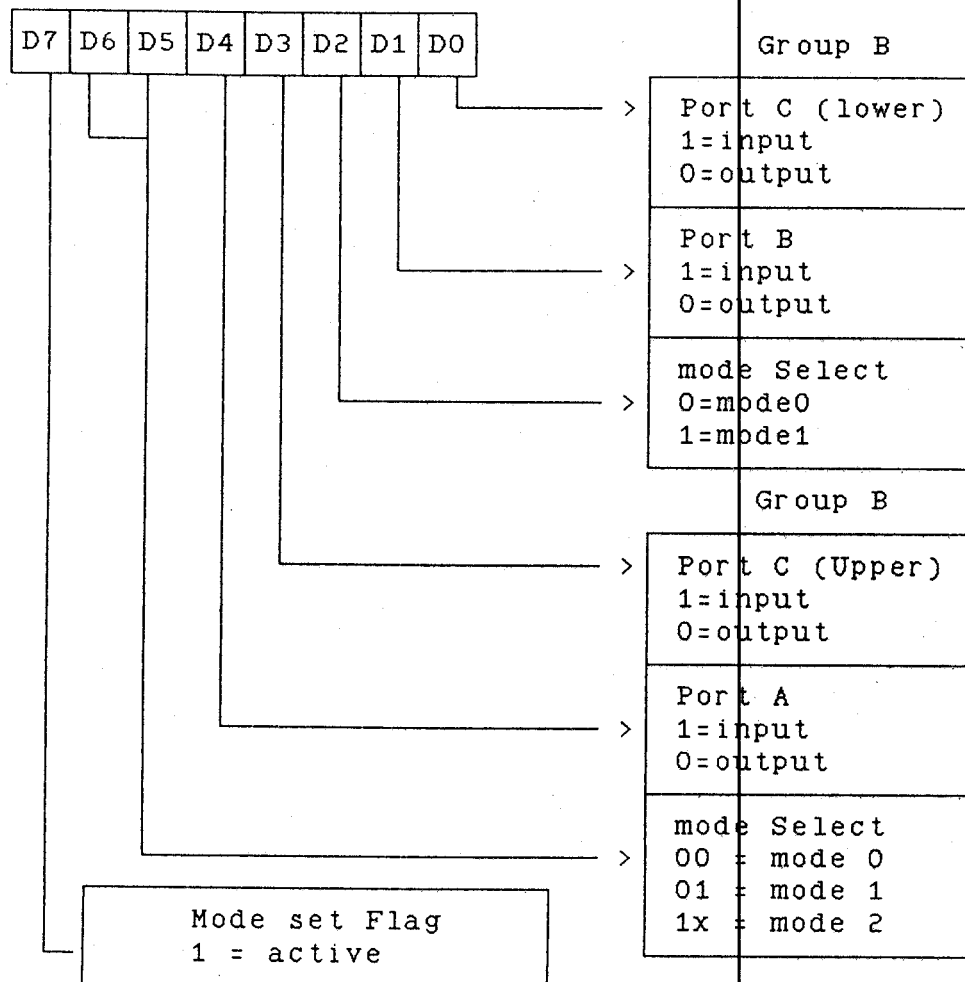 D7 D6 D5 D4 D3 D2 D1 D0
Group B
Port C (lower)
1=input
0=output
Port B
1=input
0=output
mode Select
0=mode0
1=mode1
Group B
Port C (Upper)
1=input
0=output
Port A
1=input
0=output
mode Select
00 = mode 0
01 = mode 1
1x = mode 2
Mode set Flag
1 = active